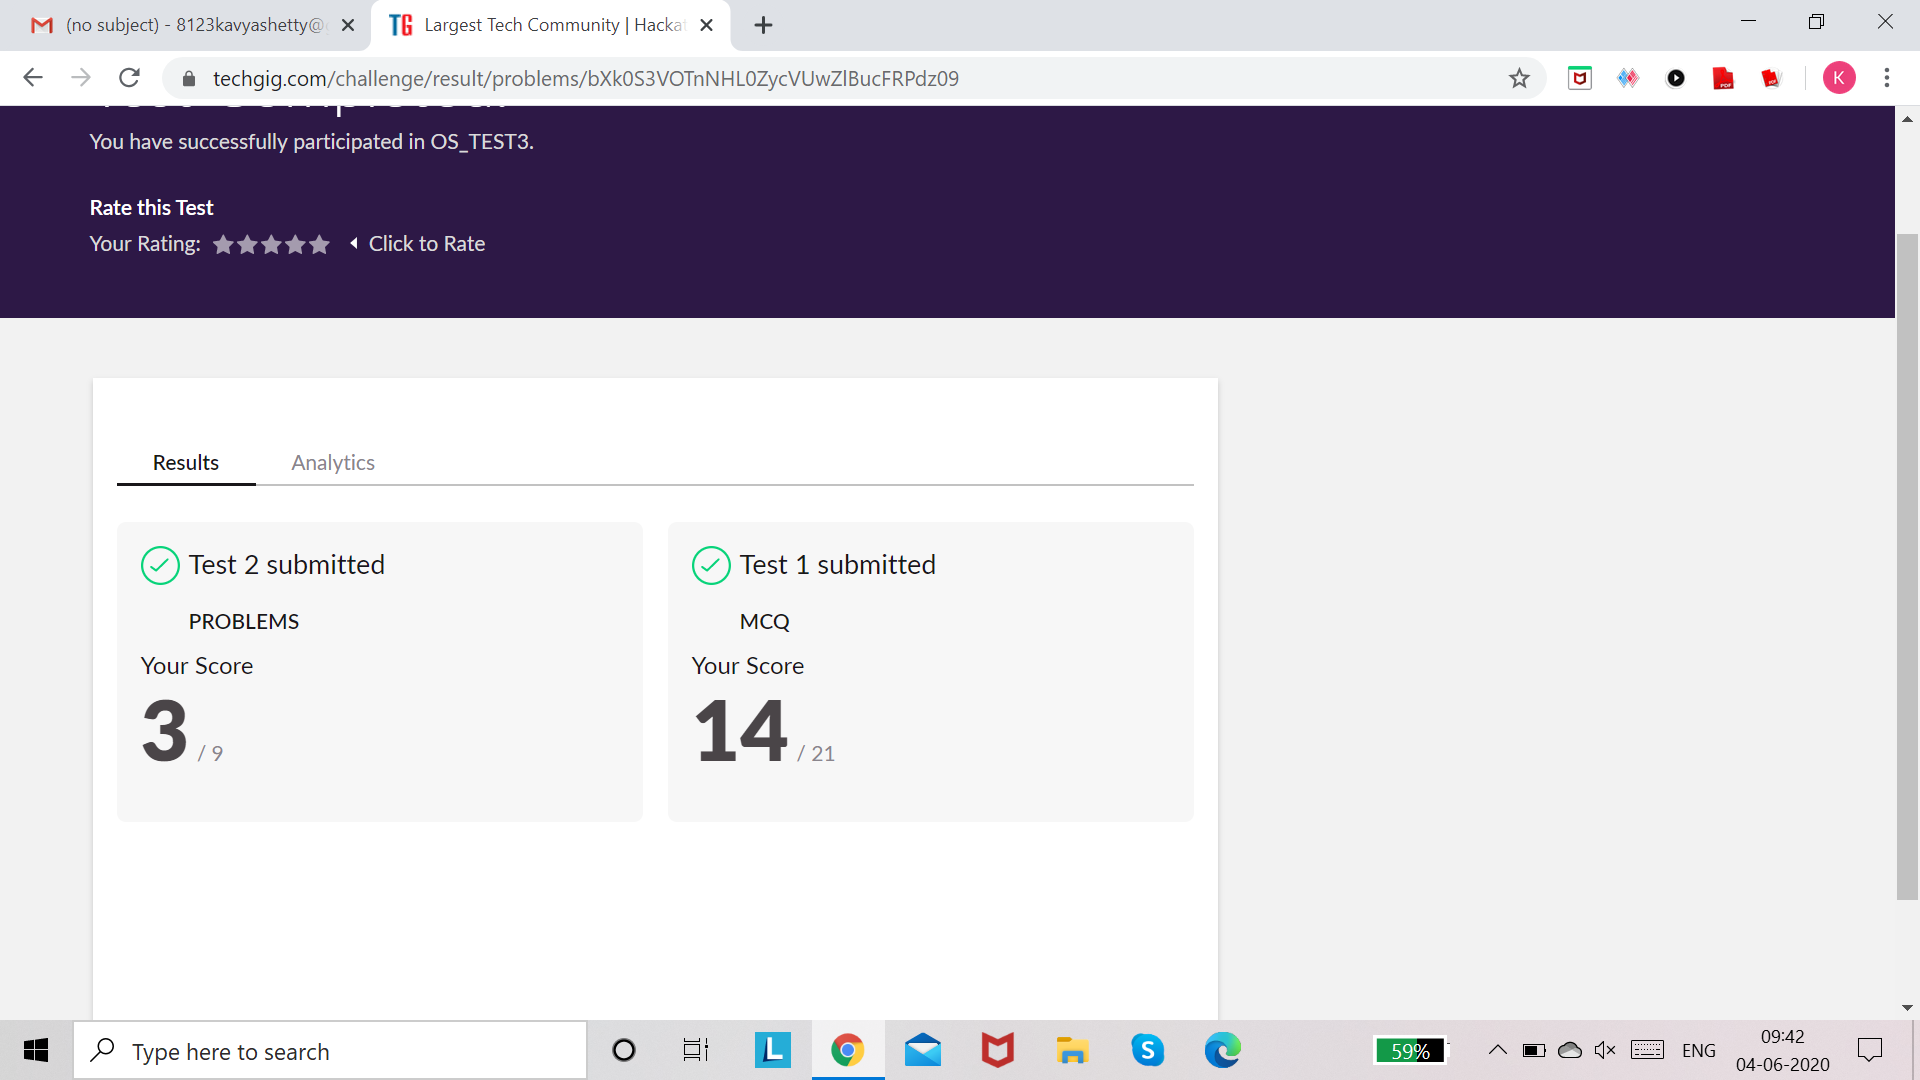 (no subject) - 8123kavyashetty@
Largest Tech Community | Hacka
techgig.com/challenge/result/problems/bXk0S3VOTnNHL0ZycVUwZlBucFRPdz09
K
You have successfully participated in OS_TEST3.
Rate this Test
Your Rating: Click to Rate
Results Analytics
Test 2 submitted
PROBLEMS
Your Score
3 / 9
Test 1 submitted
MCQ
Your Score
14 / 21
Type here to search
59%
ENG
09:42
04-06-2020